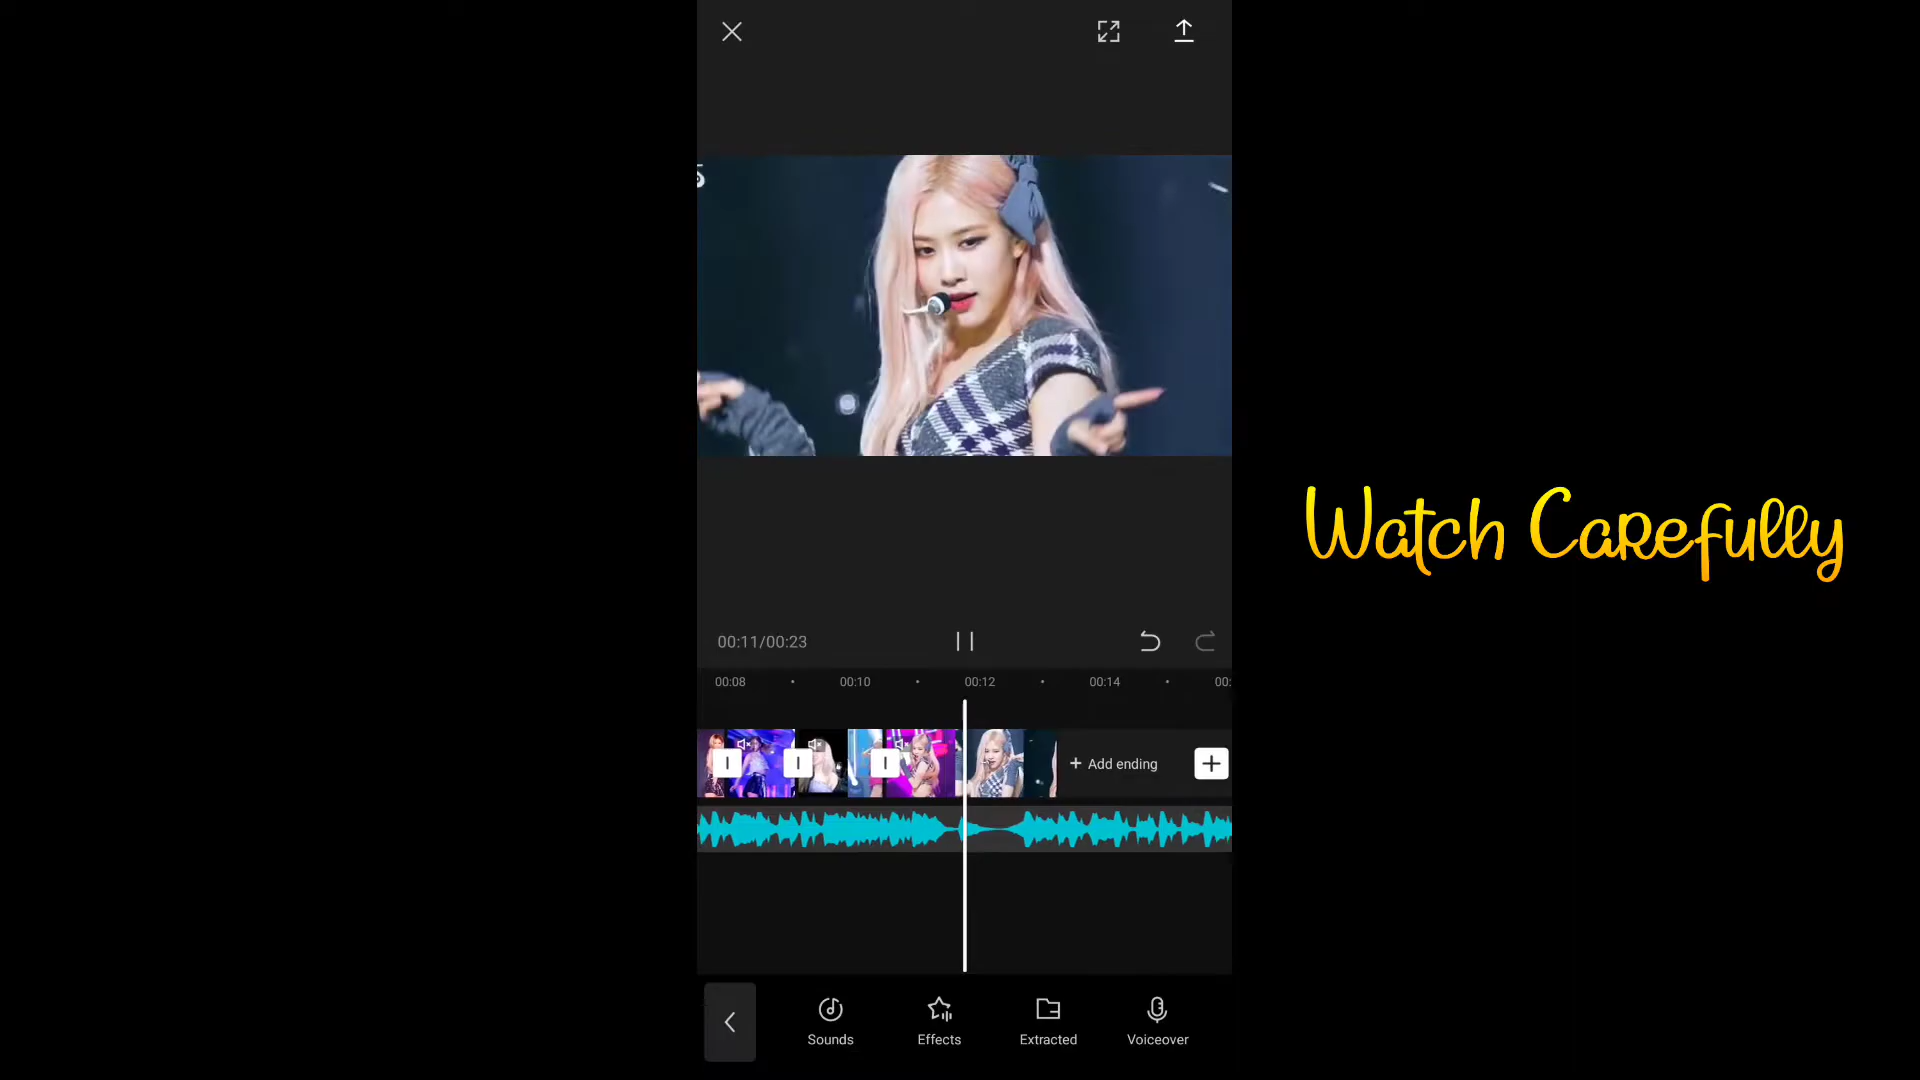 Watch Carefully
00:11/00:23
00:08
00:10
00:12
00:14
00:
+ Add ending
Sounds
Effects
Extracted
Voiceover